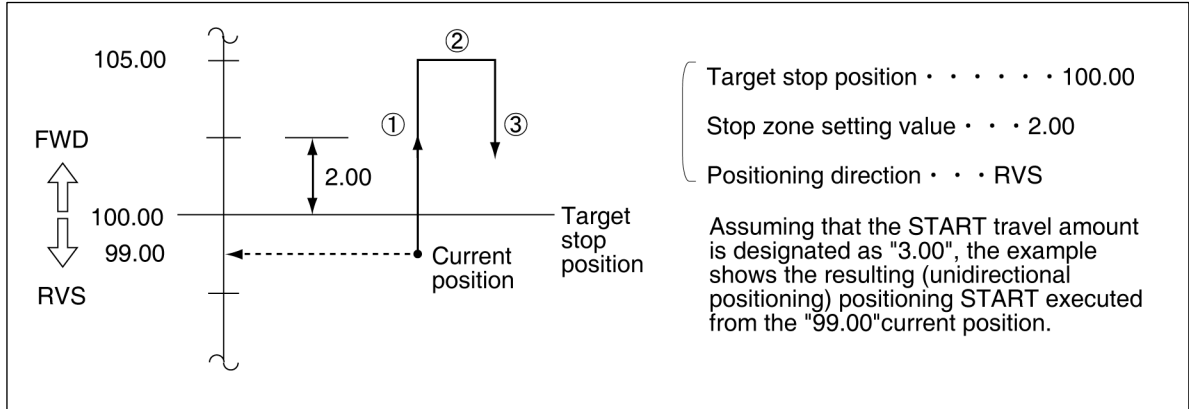 105.00
FWD
100.00
99.00
RVS
①
②
③
2.00
Target
stop
position
Current
position
Target stop position・・・・・・100.00
Stop zone setting value・・・2.00
Positioning direction・・・RVS
Assuming that the START travel amount
is designated as "3.00", the example
shows the resulting (unidirectional
positioning) positioning START executed
from the "99.00"current position.